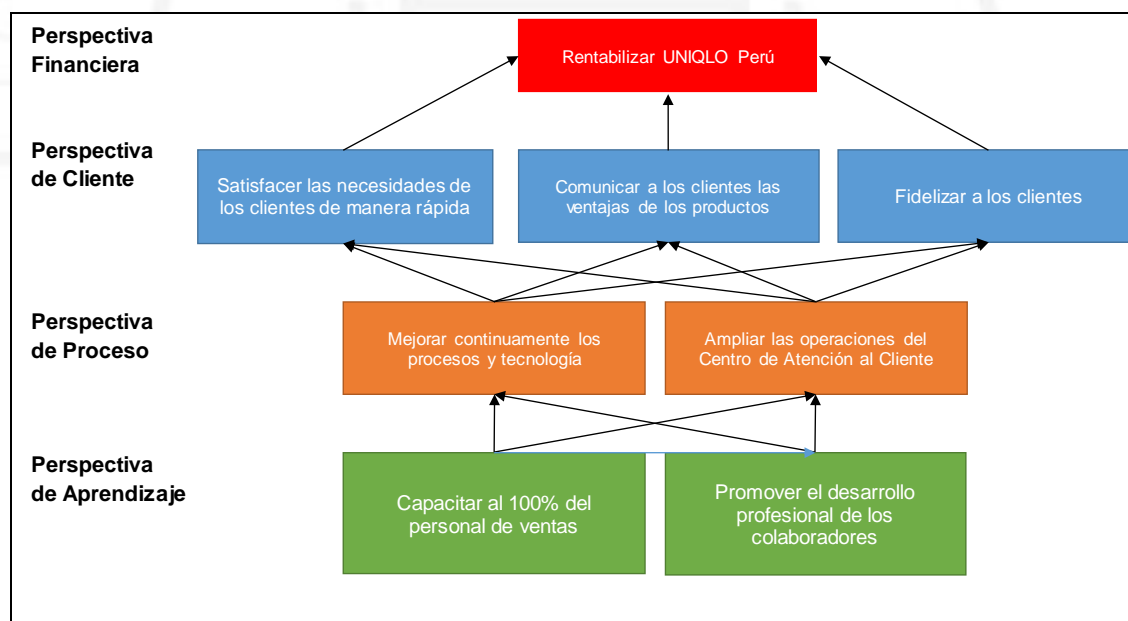 Perspectiva
Financiera
Rentabilizar UNIQLO Perú
Perspectiva
de Cliente
Satisfacer las necesidades de
los clientes de manera rápida
Comunicar a los clientes las
ventajas de los productos
Fidelizar a los clientes
Perspectiva
de Proceso
Mejorar continuamente los
procesos y tecnología
Ampliar las operaciones del
Centro de Atención al Cliente
Perspectiva
de Aprendizaje
Capacitar al 100% del
personal de ventas
Promover el desarrollo
profesional de los
colaboradores